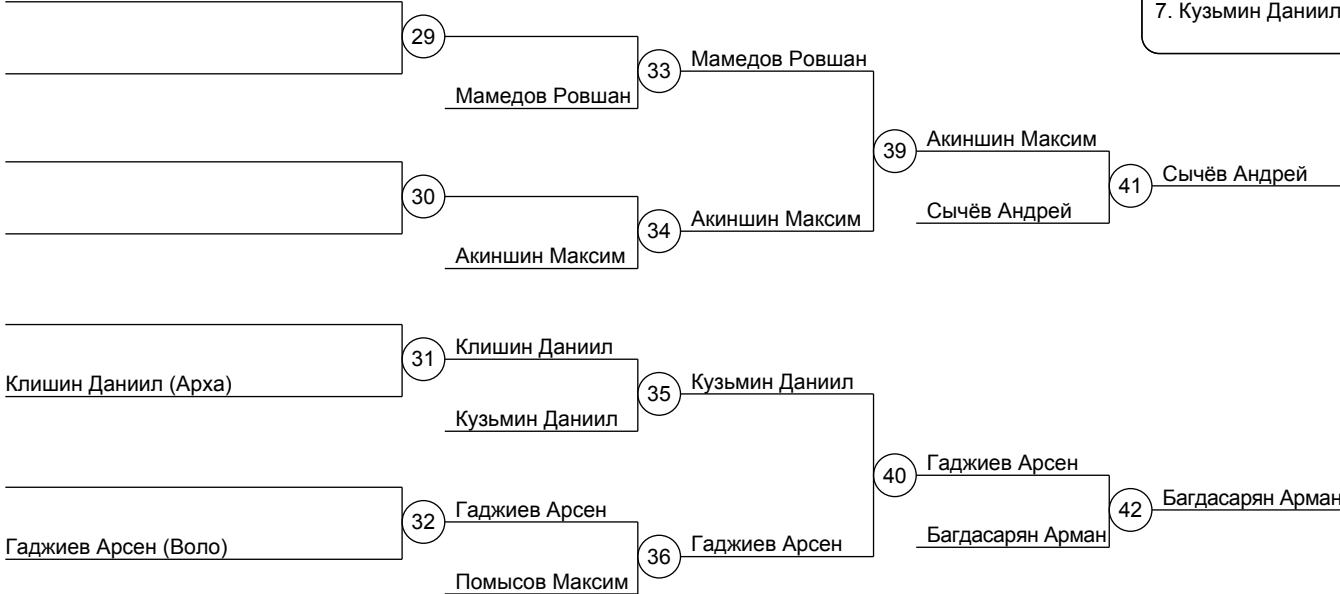 7. Кузьмин Даниил
29
33
Мамедов Ровшан
Мамедов Ровшан
39
Акиншин Максим
41
Сычёв Андрей
30
34
Акиншин Максим
Сычёв Андрей
Акиншин Максим
31
Клишин Даниил
Клишин Даниил (Арха)
35
Кузьмин Даниил
Кузьмин Даниил
40
Гаджиев Арсен
42
Багдасарян Арман
32
Гаджиев Арсен
Багдасарян Арман
Гаджиев Арсен (Воло)
36
Гаджиев Арсен
Помысов Максим